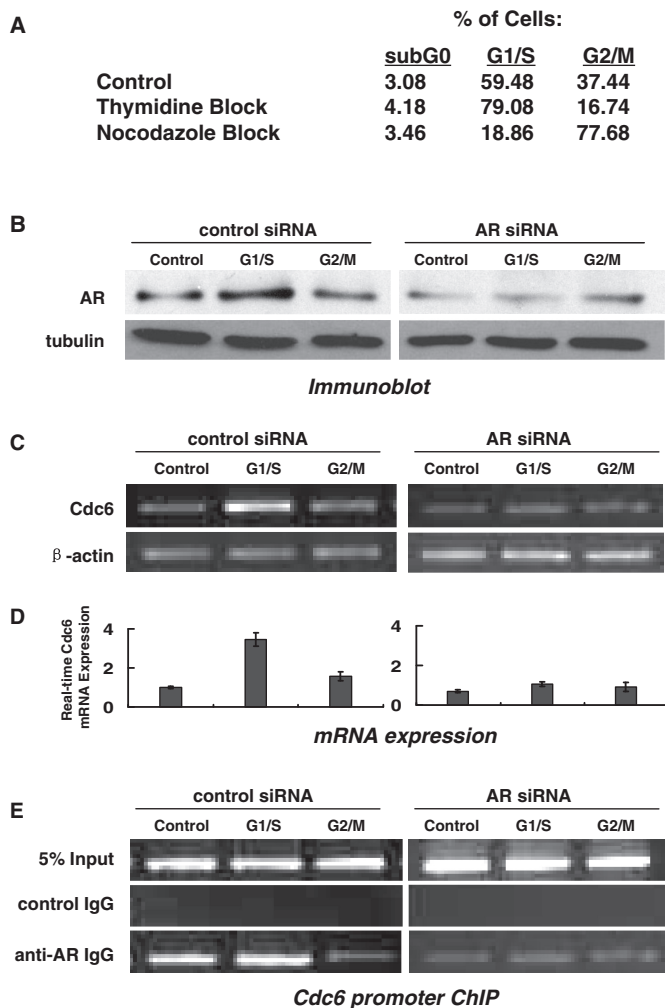 A
% of Cells:
subG0 G1/S G2/M
Control 3.08 59.48 37.44
Thymidine Block 4.18 79.08 16.74
Nocodazole Block 3.46 18.86 77.68
B
control siRNA AR siRNA
Control G1/S G2/M Control G1/S G2/M
AR
tubulin
Immunoblot
C
control siRNA AR siRNA
Control G1/S G2/M Control G1/S G2/M
Cdc6
β-actin
D
Real-time Cdc6
mRNA Expression
4 4
2 2
0 0
mRNA expression
E
control siRNA AR siRNA
Control G1/S G2/M Control G1/S G2/M
5% Input
control IgG
anti-AR IgG
Cdc6 promoter ChIP